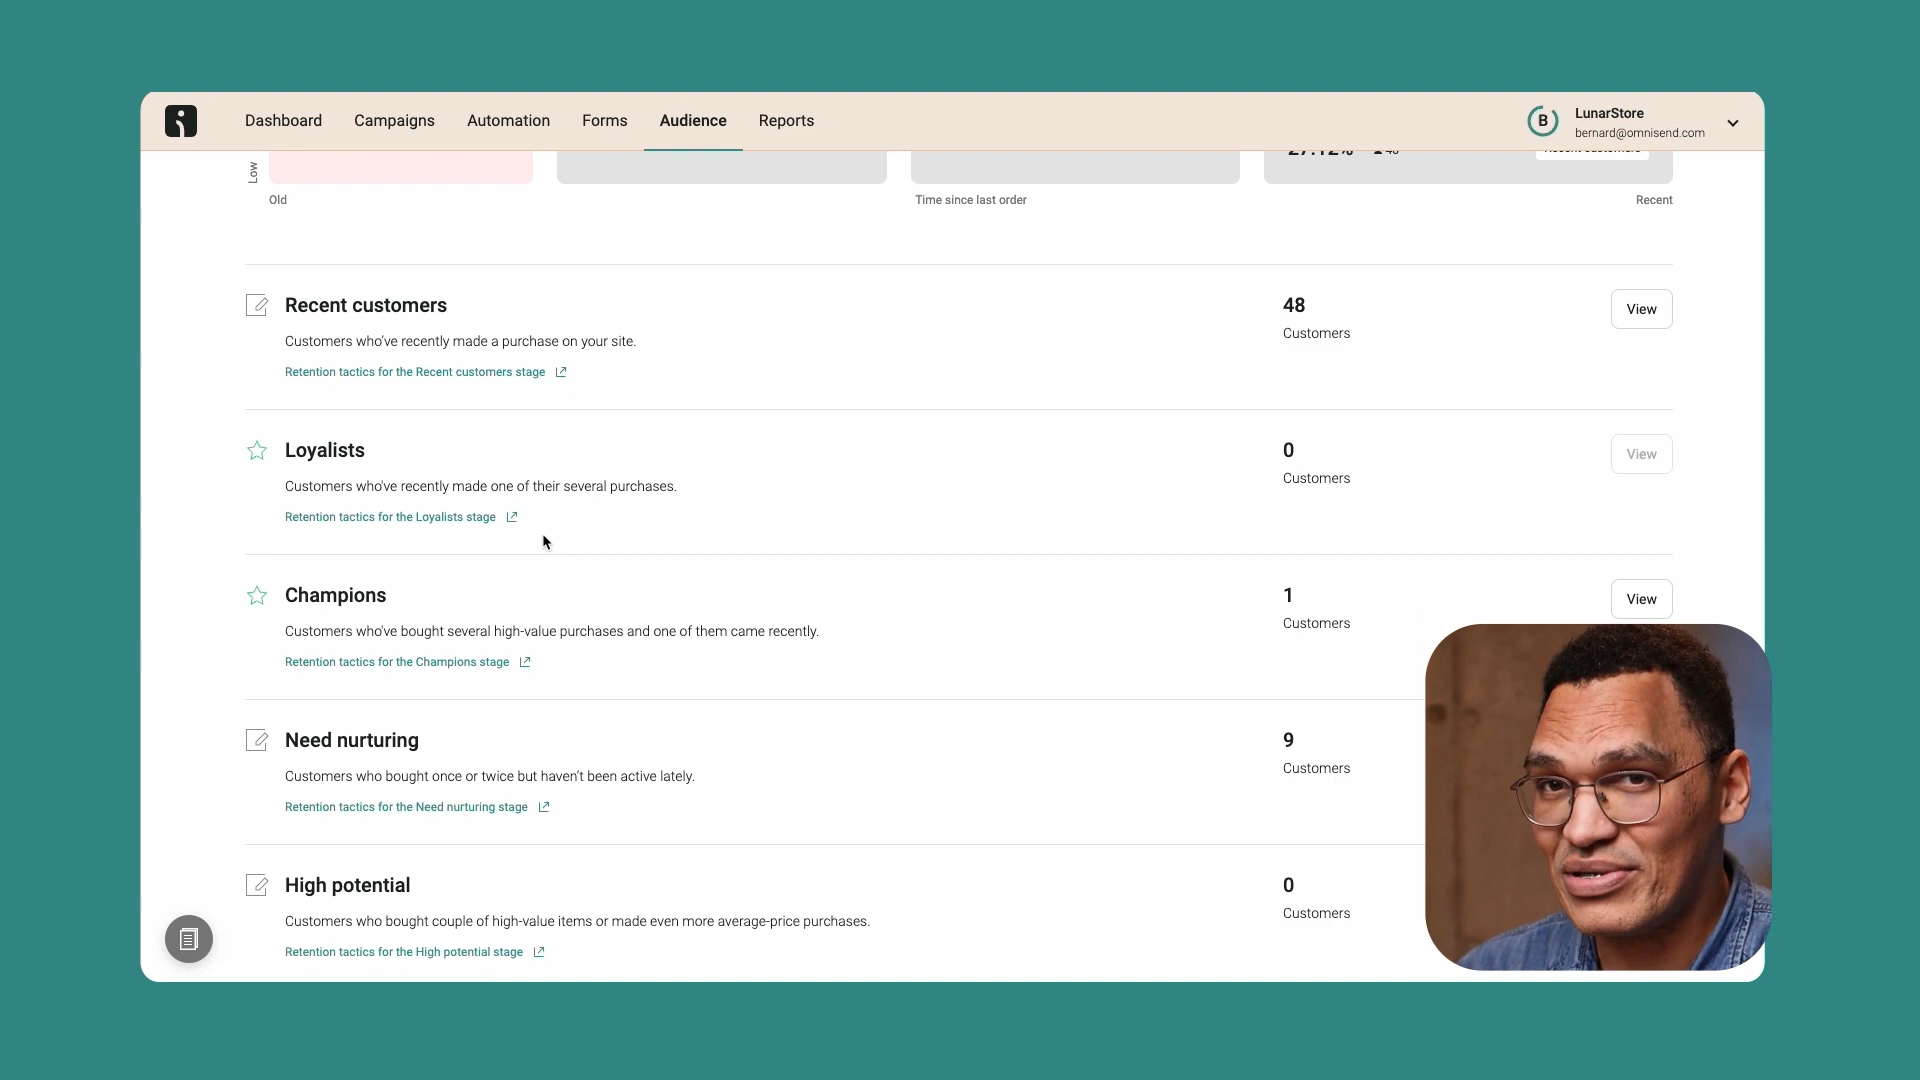 Dashboard
Campaigns
Automation
Forms
Audience
Reports
B
LunarStore
bernard@omnisend.com
Low
27.12% 48
Recent customers
Old
Time since last order
Recent
Recent customers
Customers who've recently made a purchase on your site.
Retention tactics for the Recent customers stage
48
Customers
View
Loyalists
Customers who've recently made one of their several purchases.
Retention tactics for the Loyalists stage
0
Customers
View
Champions
Customers who've bought several high-value purchases and one of them came recently.
Retention tactics for the Champions stage
1
Customers
View
Need nurturing
Customers who bought once or twice but haven't been active lately.
Retention tactics for the Need nurturing stage
9
Customers
High potential
Customers who bought couple of high-value items or made even more average-price purchases.
Retention tactics for the High potential stage
0
Customers